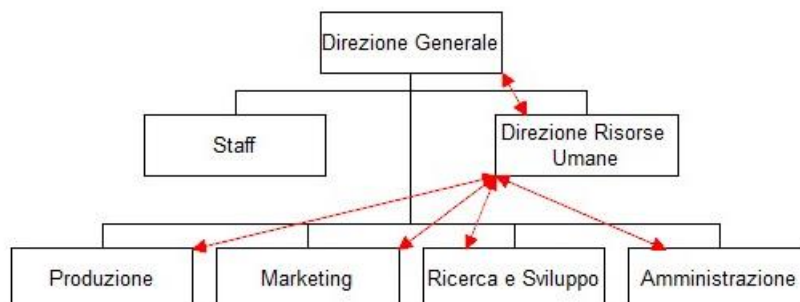 Direzione Generale
Staff
Direzione Risorse
Umane
Produzione
Marketing
Ricerca e Sviluppo
Amministrazione